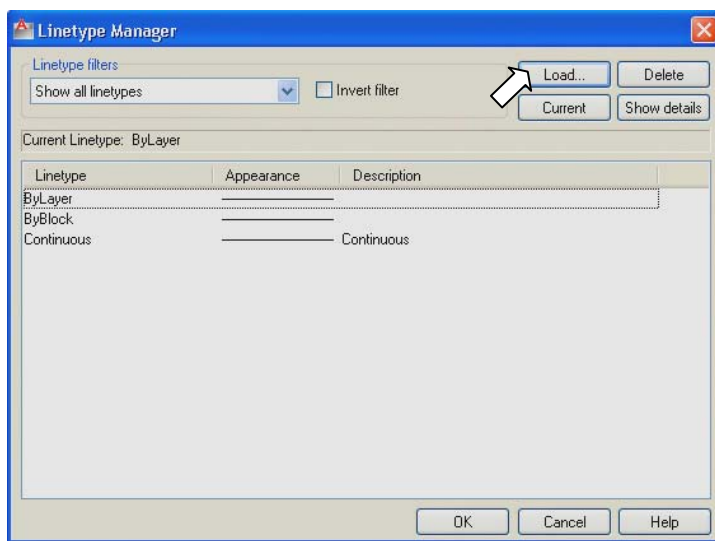 Linetype Manager
Linetype filters
Show all linetypes
Invert filter
Load...
Delete
Current
Show details
Current Linetype: ByLayer
Linetype Appearance Description
ByLayer
ByBlock
Continuous Continuous
OK Cancel Help